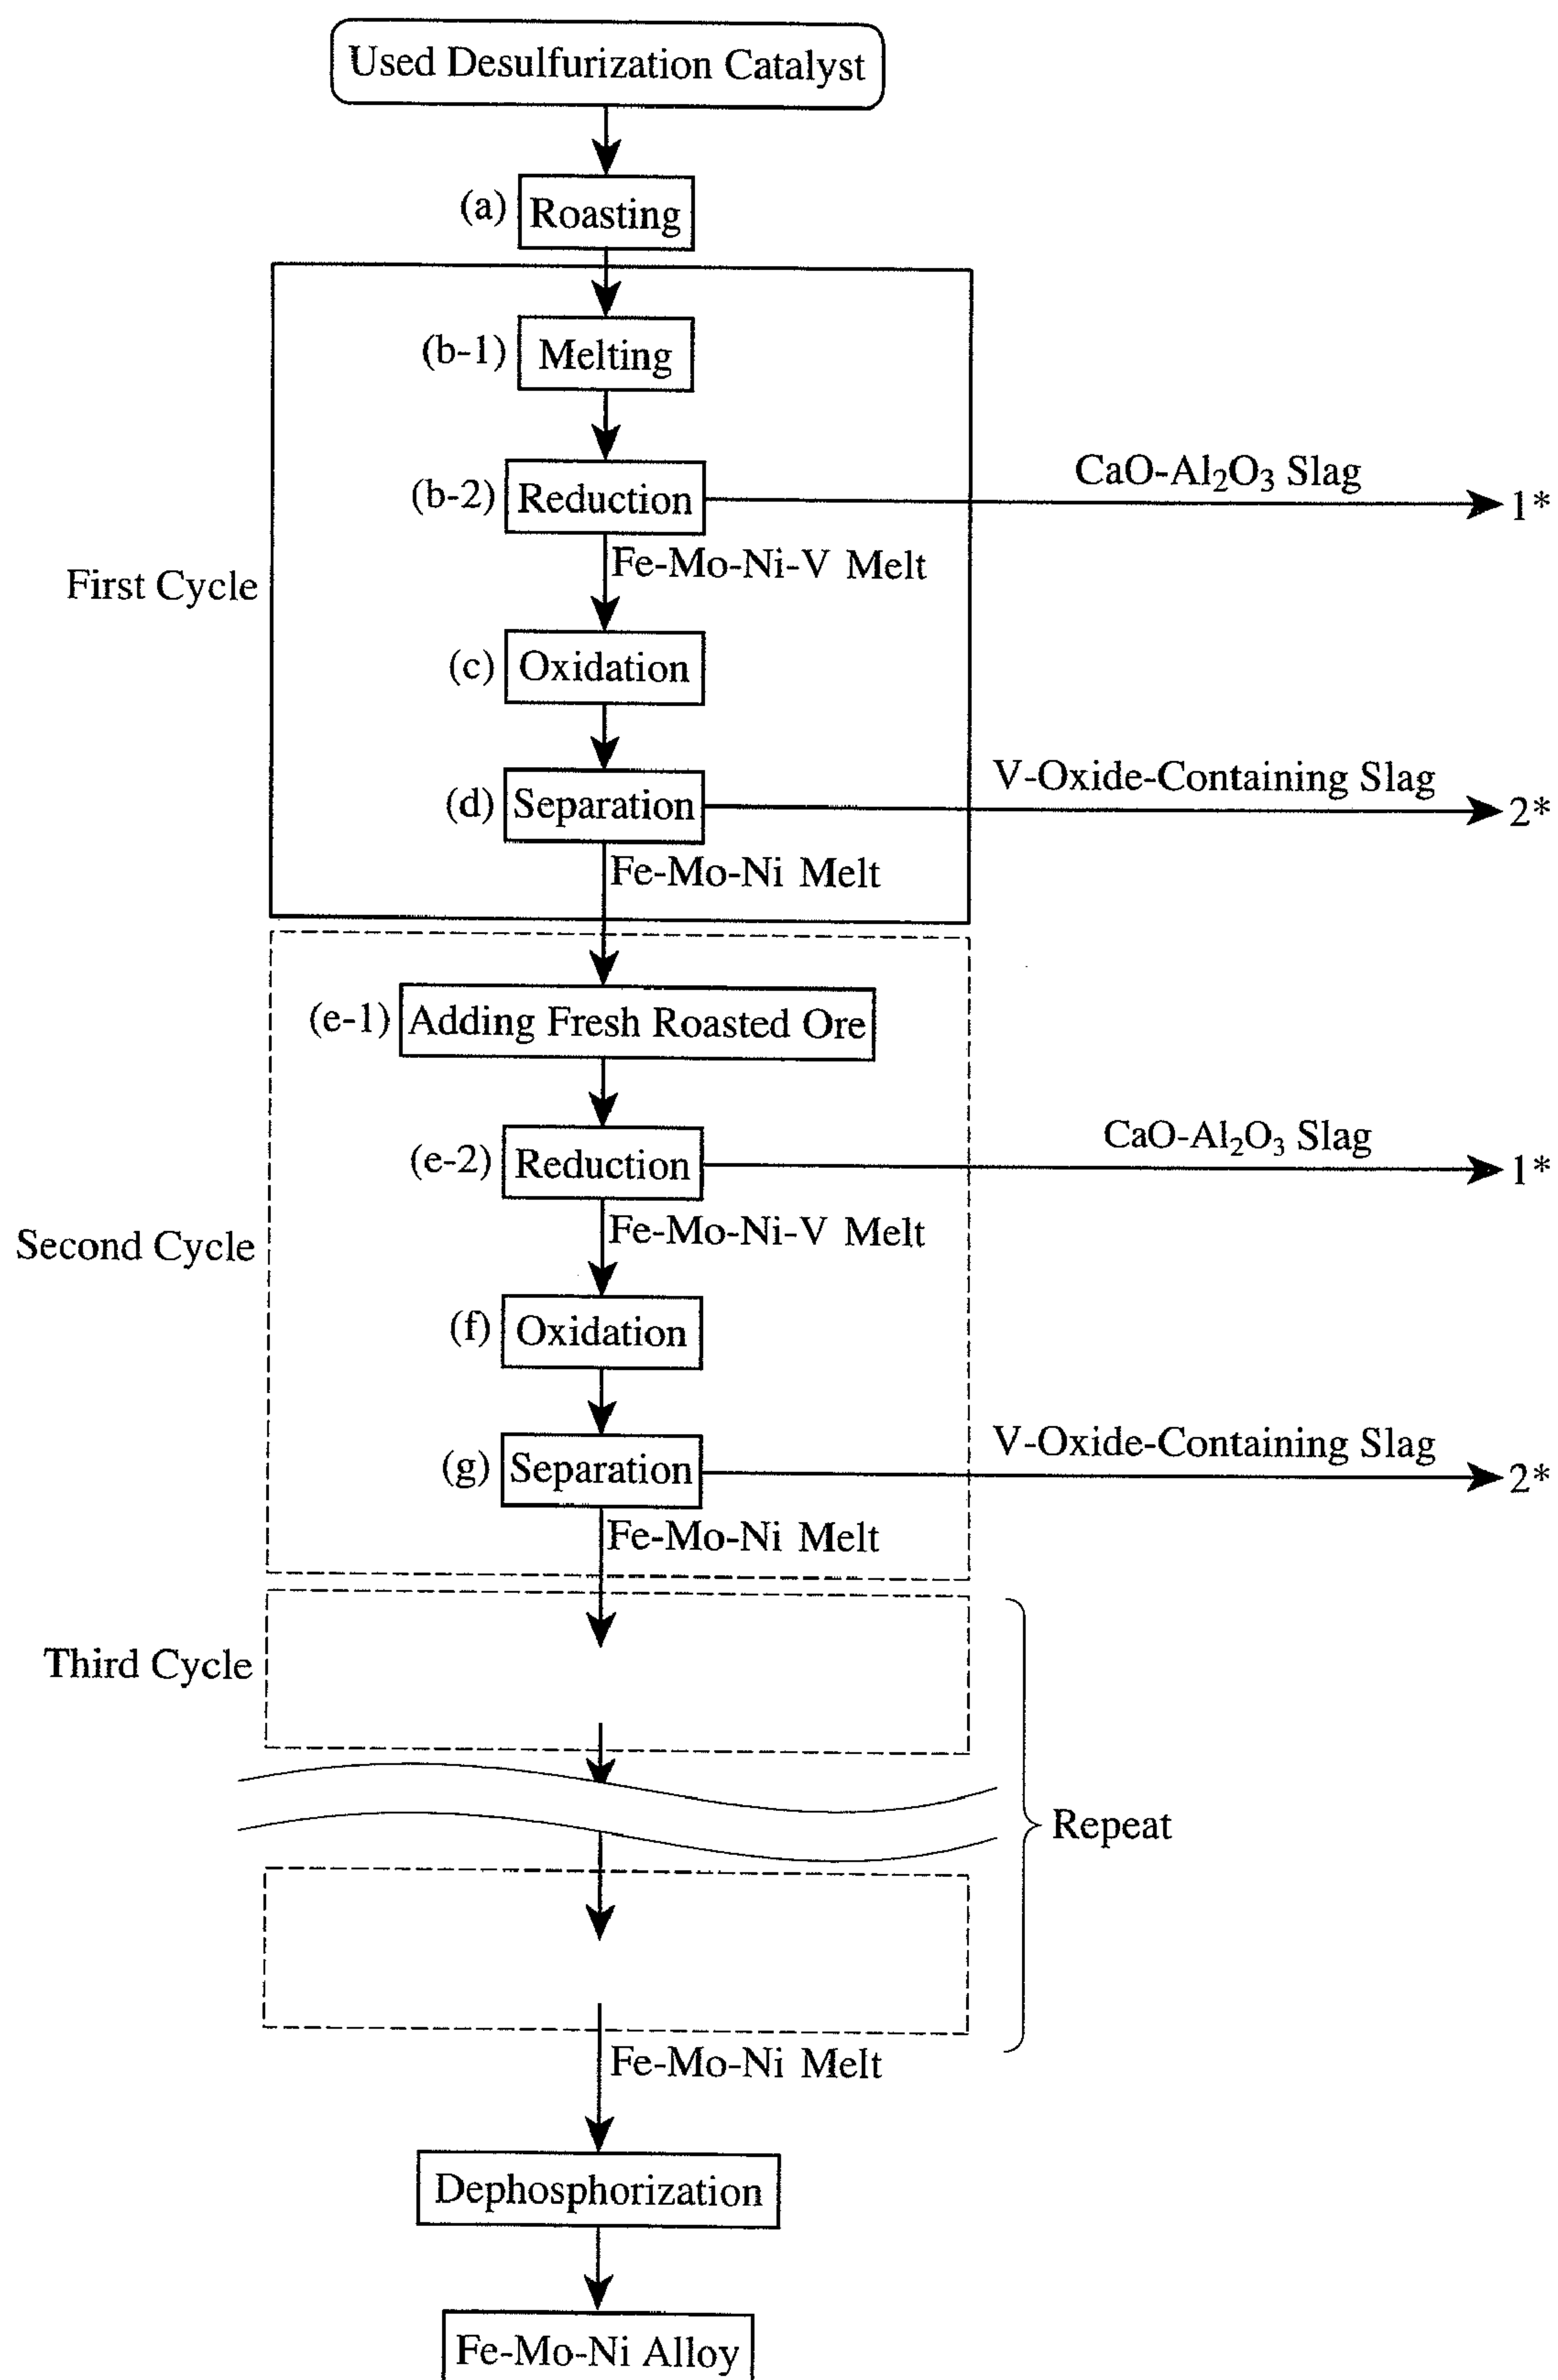 Used Desulfurization Catalyst
(a) Roasting
(b-1) Melting
(b-2) Reduction
CaO-Al₂O₃ Slag
1*
Fe-Mo-Ni-V Melt
First Cycle
(c) Oxidation
(d) Separation
V-Oxide-Containing Slag
2*
Fe-Mo-Ni Melt
(e-1) Adding Fresh Roasted Ore
(e-2) Reduction
CaO-Al₂O₃ Slag
1*
Fe-Mo-Ni-V Melt
Second Cycle
(f) Oxidation
(g) Separation
V-Oxide-Containing Slag
2*
Fe-Mo-Ni Melt
Third Cycle
Repeat
Fe-Mo-Ni Melt
Dephosphorization
Fe-Mo-Ni Alloy